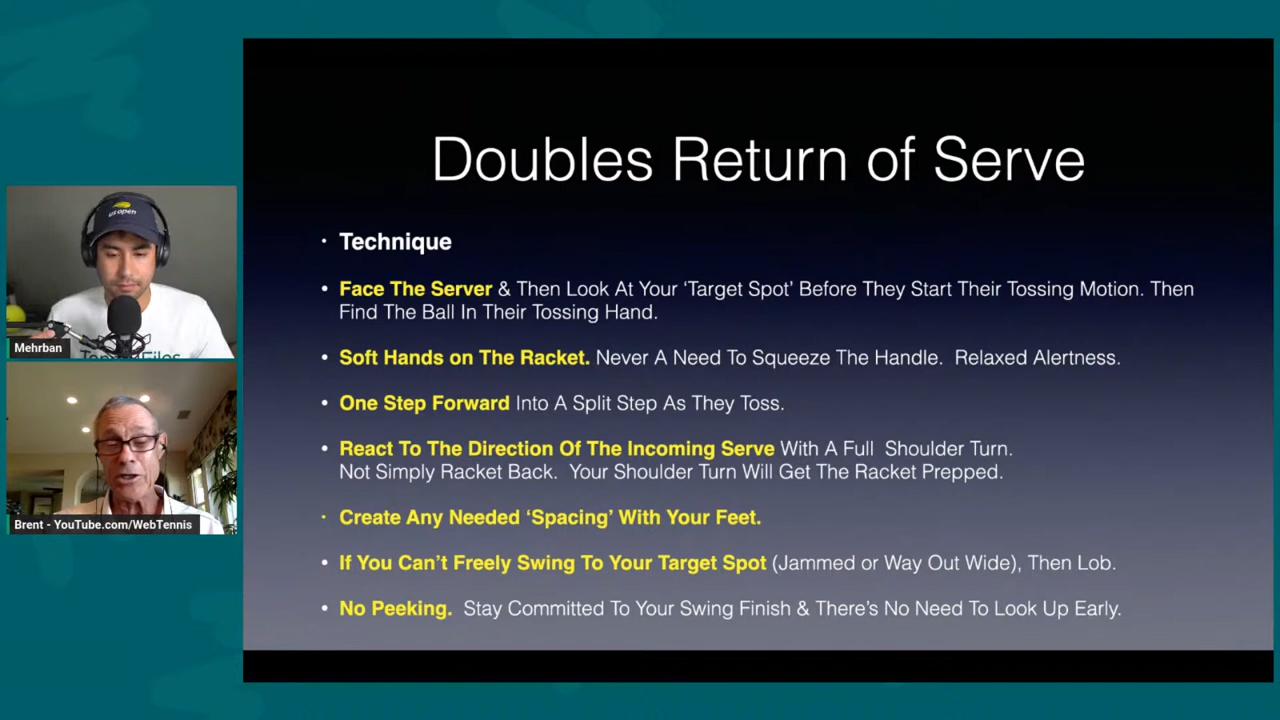 Doubles Return of Serve
• Technique
• Face The Server & Then Look At Your ‘Target Spot’ Before They Start Their Tossing Motion. Then
Find The Ball In Their Tossing Hand.
• Soft Hands on The Racket. Never A Need To Squeeze The Handle. Relaxed Alertness.
• One Step Forward Into A Split Step As They Toss.
• React To The Direction Of The Incoming Serve With A Full Shoulder Turn.
Not Simply Racket Back. Your Shoulder Turn Will Get The Racket Prepped.
• Create Any Needed ‘Spacing’ With Your Feet.
• If You Can’t Freely Swing To Your Target Spot (Jammed or Way Out Wide), Then Lob.
• No Peeking. Stay Committed To Your Swing Finish & There’s No Need To Look Up Early.
us open
Mehrban
Brent - YouTube.com/WebTennis